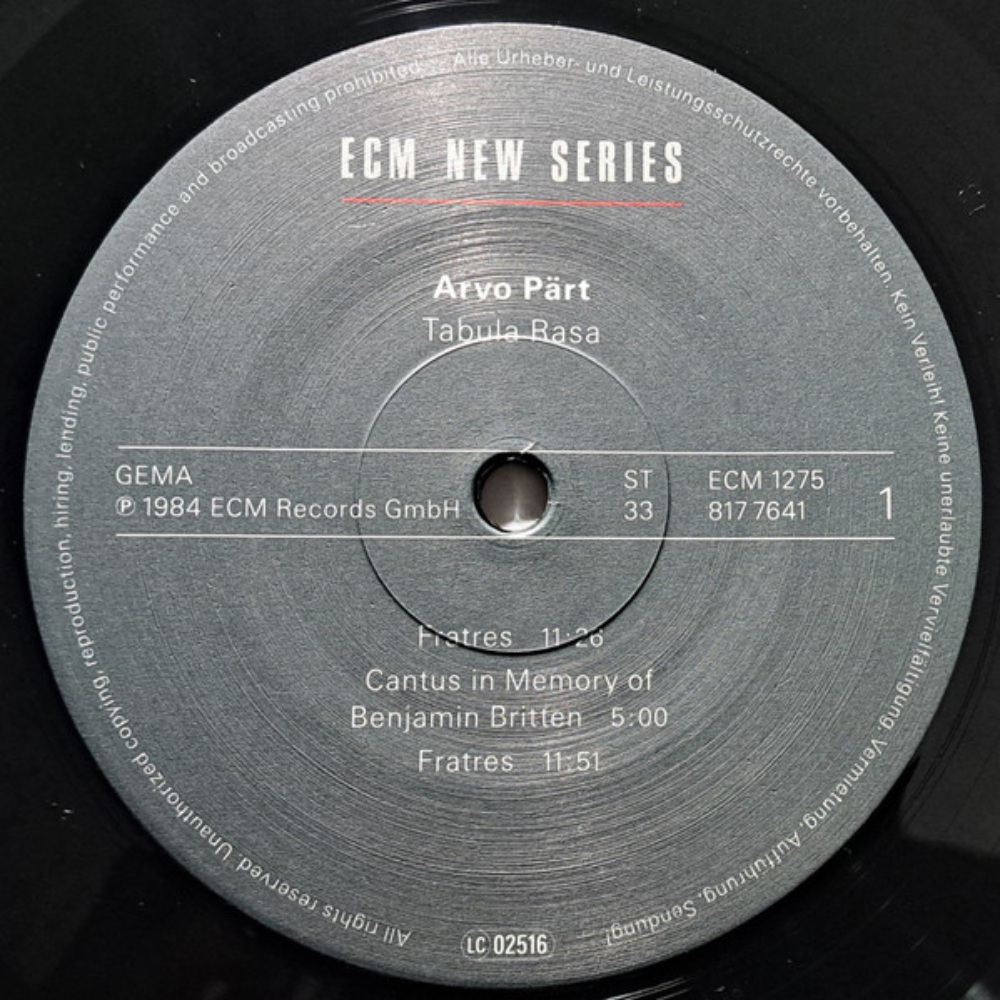 ECM NEW SERIES
Arvo Pärt
Tabula Rasa
GEMA
℗ 1984 ECM Records GmbH
ST
33
ECM 1275
817 7641
1
Fratres 11:26
Cantus in Memory of
Benjamin Britten 5:00
Fratres 11:51
All rights reserved. Unauthorized copying, reproduction, hiring, lending, public performance and broadcasting prohibited.
Alle Urheber- und Leistungsschutzrechte vorbehalten. Kein Verleih! Keine unerlaubte Vervielfältigung, Vermietung, Aufführung, Sendung!
LC 02516